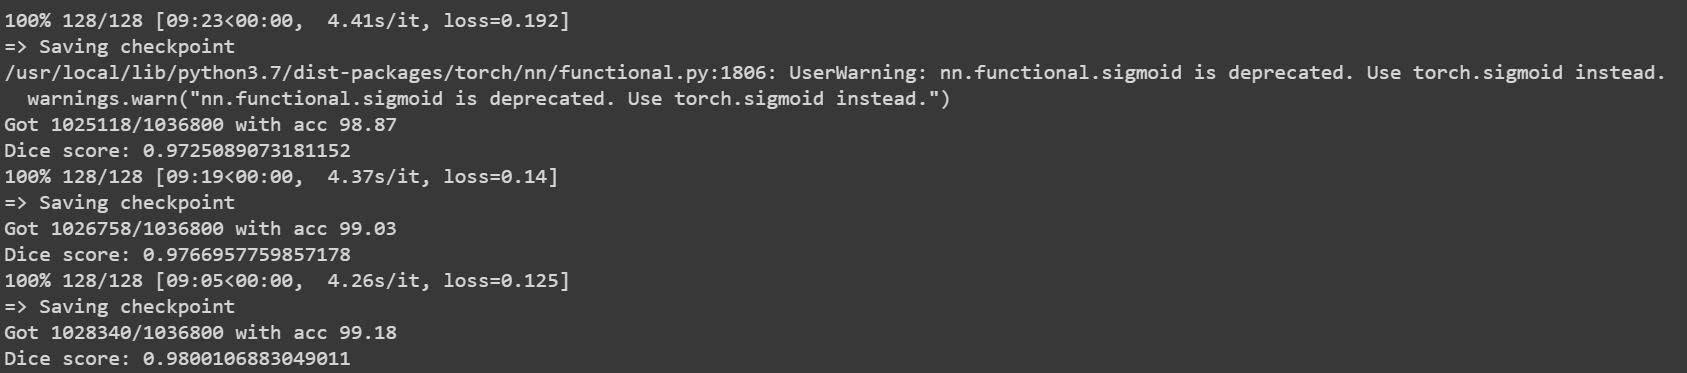 100% 128/128 [09:23<00:00,  4.41s/it, loss=0.192]
=> Saving checkpoint
/usr/local/lib/python3.7/dist-packages/torch/nn/functional.py:1806: UserWarning: nn.functional.sigmoid is deprecated. Use torch.sigmoid instead.
  warnings.warn("nn.functional.sigmoid is deprecated. Use torch.sigmoid instead.")
Got 1025118/1036800 with acc 98.87
Dice score: 0.9725089073181152
100% 128/128 [09:19<00:00,  4.37s/it, loss=0.14]
=> Saving checkpoint
Got 1026758/1036800 with acc 99.03
Dice score: 0.9766957759857178
100% 128/128 [09:05<00:00,  4.26s/it, loss=0.125]
=> Saving checkpoint
Got 1028340/1036800 with acc 99.18
Dice score: 0.9800106883049011